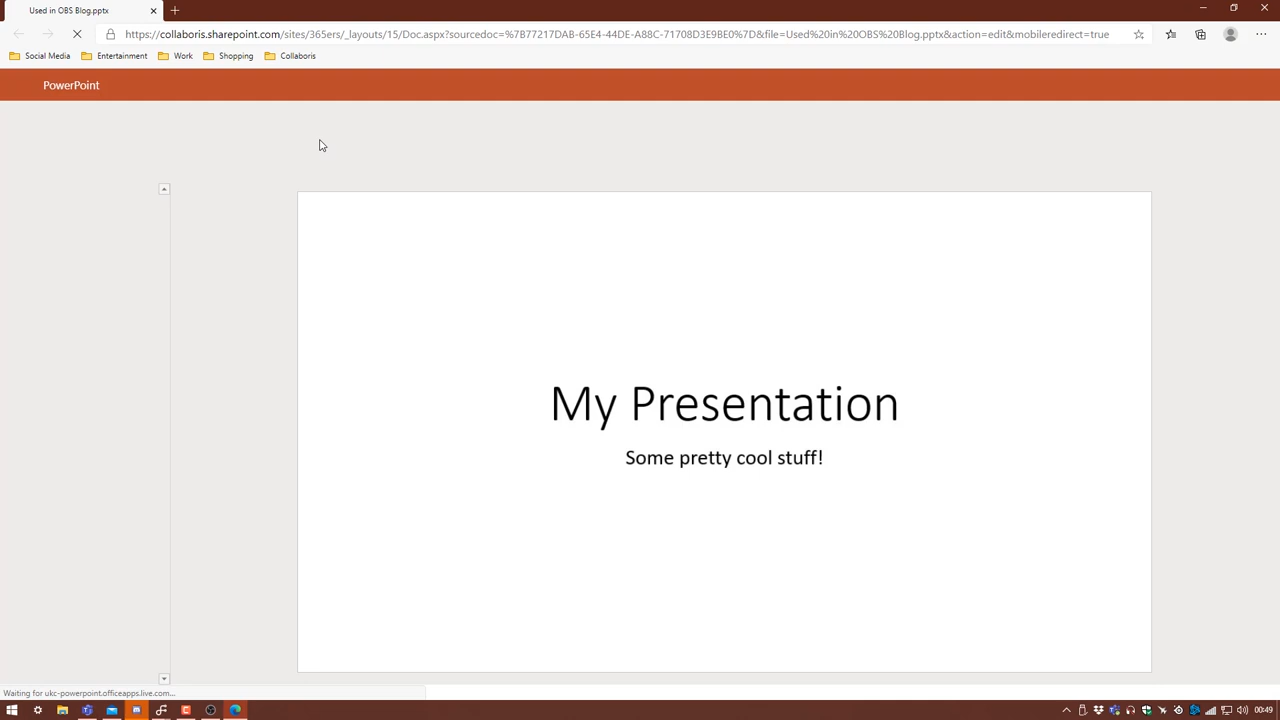 Used in OBS Blog.pptx
https://collaboris.sharepoint.com/sites/365ers/_layouts/15/Doc.aspx?sourcedoc=%7B77217DAB-65E4-44DE-A88C-71708D3E9BE0%7D&file=Used%20in%20OBS%20Blog.pptx&action=edit&mobileredirect=true
Social Media Entertainment Work Shopping Collaboris
PowerPoint
My Presentation
Some pretty cool stuff!
Waiting for ukc-powerpoint.officeapps.live.com...
00:49